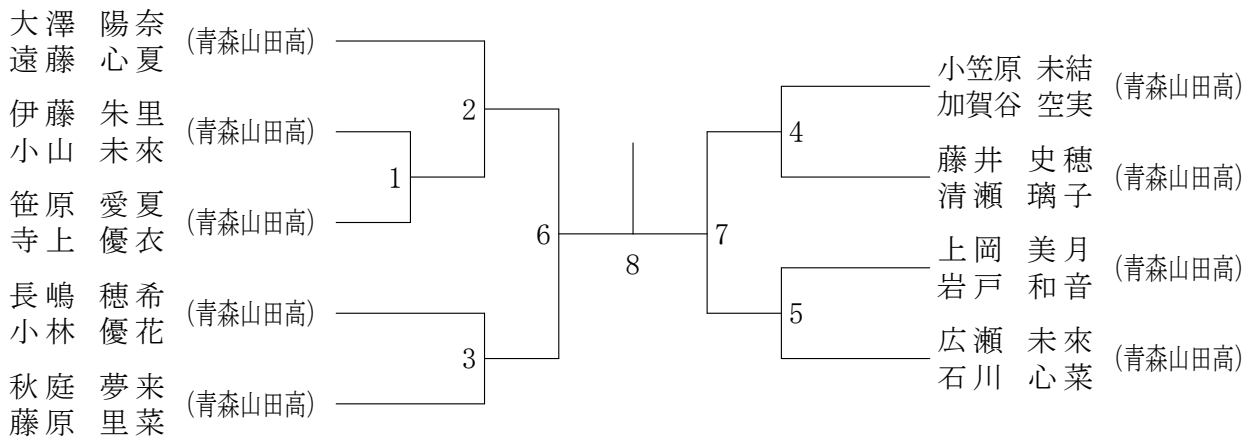 大澤 陽奈
遠藤 心夏
(青森山田高)
伊藤 朱里
小山 未來
(青森山田高)
笹原 愛夏
寺上 優衣
(青森山田高)
長嶋 穂希
小林 優花
(青森山田高)
秋庭 夢来
藤原 里菜
(青森山田高)
2
1
3
6
8
7
4
5
小笠原 未結
加賀谷 空実
(青森山田高)
藤井 史穂
清瀬 璃子
(青森山田高)
上岡 美月
岩戸 和音
(青森山田高)
広瀬 未來
石川 心菜
(青森山田高)